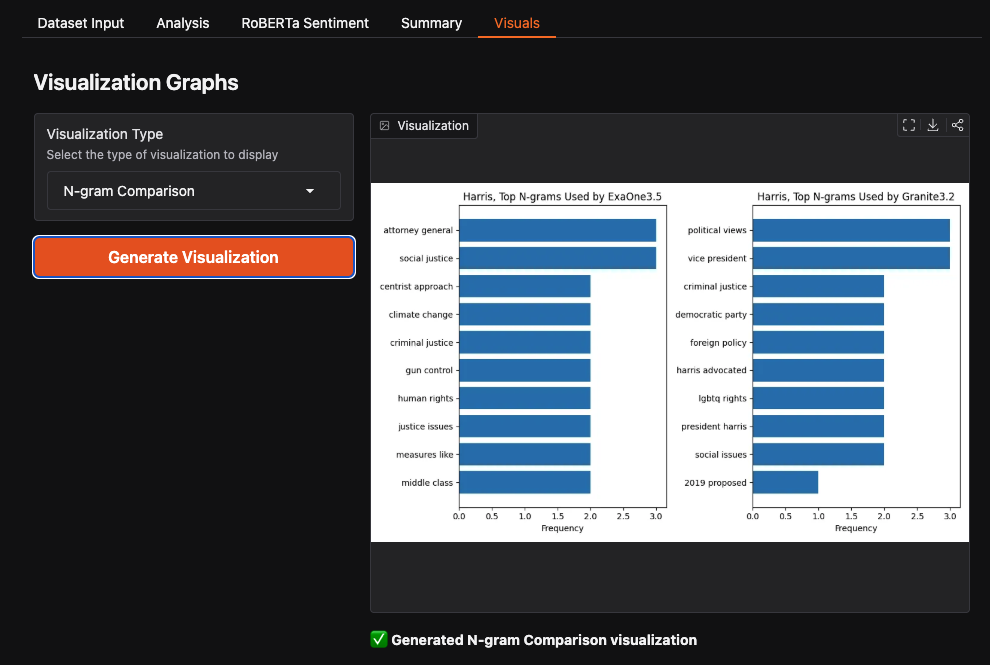 Dataset Input Analysis RoBERTa Sentiment Summary Visuals
Visualization Graphs
Visualization Type
Select the type of visualization to display
N-gram Comparison
Generate Visualization
Visualization
Harris, Top N-grams Used by ExaOne3.5
attorney general
social justice
centrist approach
climate change
criminal justice
gun control
human rights
justice issues
measures like
middle class
0.0 0.5 1.0 1.5 2.0 2.5 3.0
Frequency
Harris, Top N-grams Used by Granite3.2
political views
vice president
criminal justice
democratic party
foreign policy
harris advocated
lgbtq rights
president harris
social issues
2019 proposed
0.0 0.5 1.0 1.5 2.0 2.5 3.0
Frequency
✅ Generated N-gram Comparison visualization